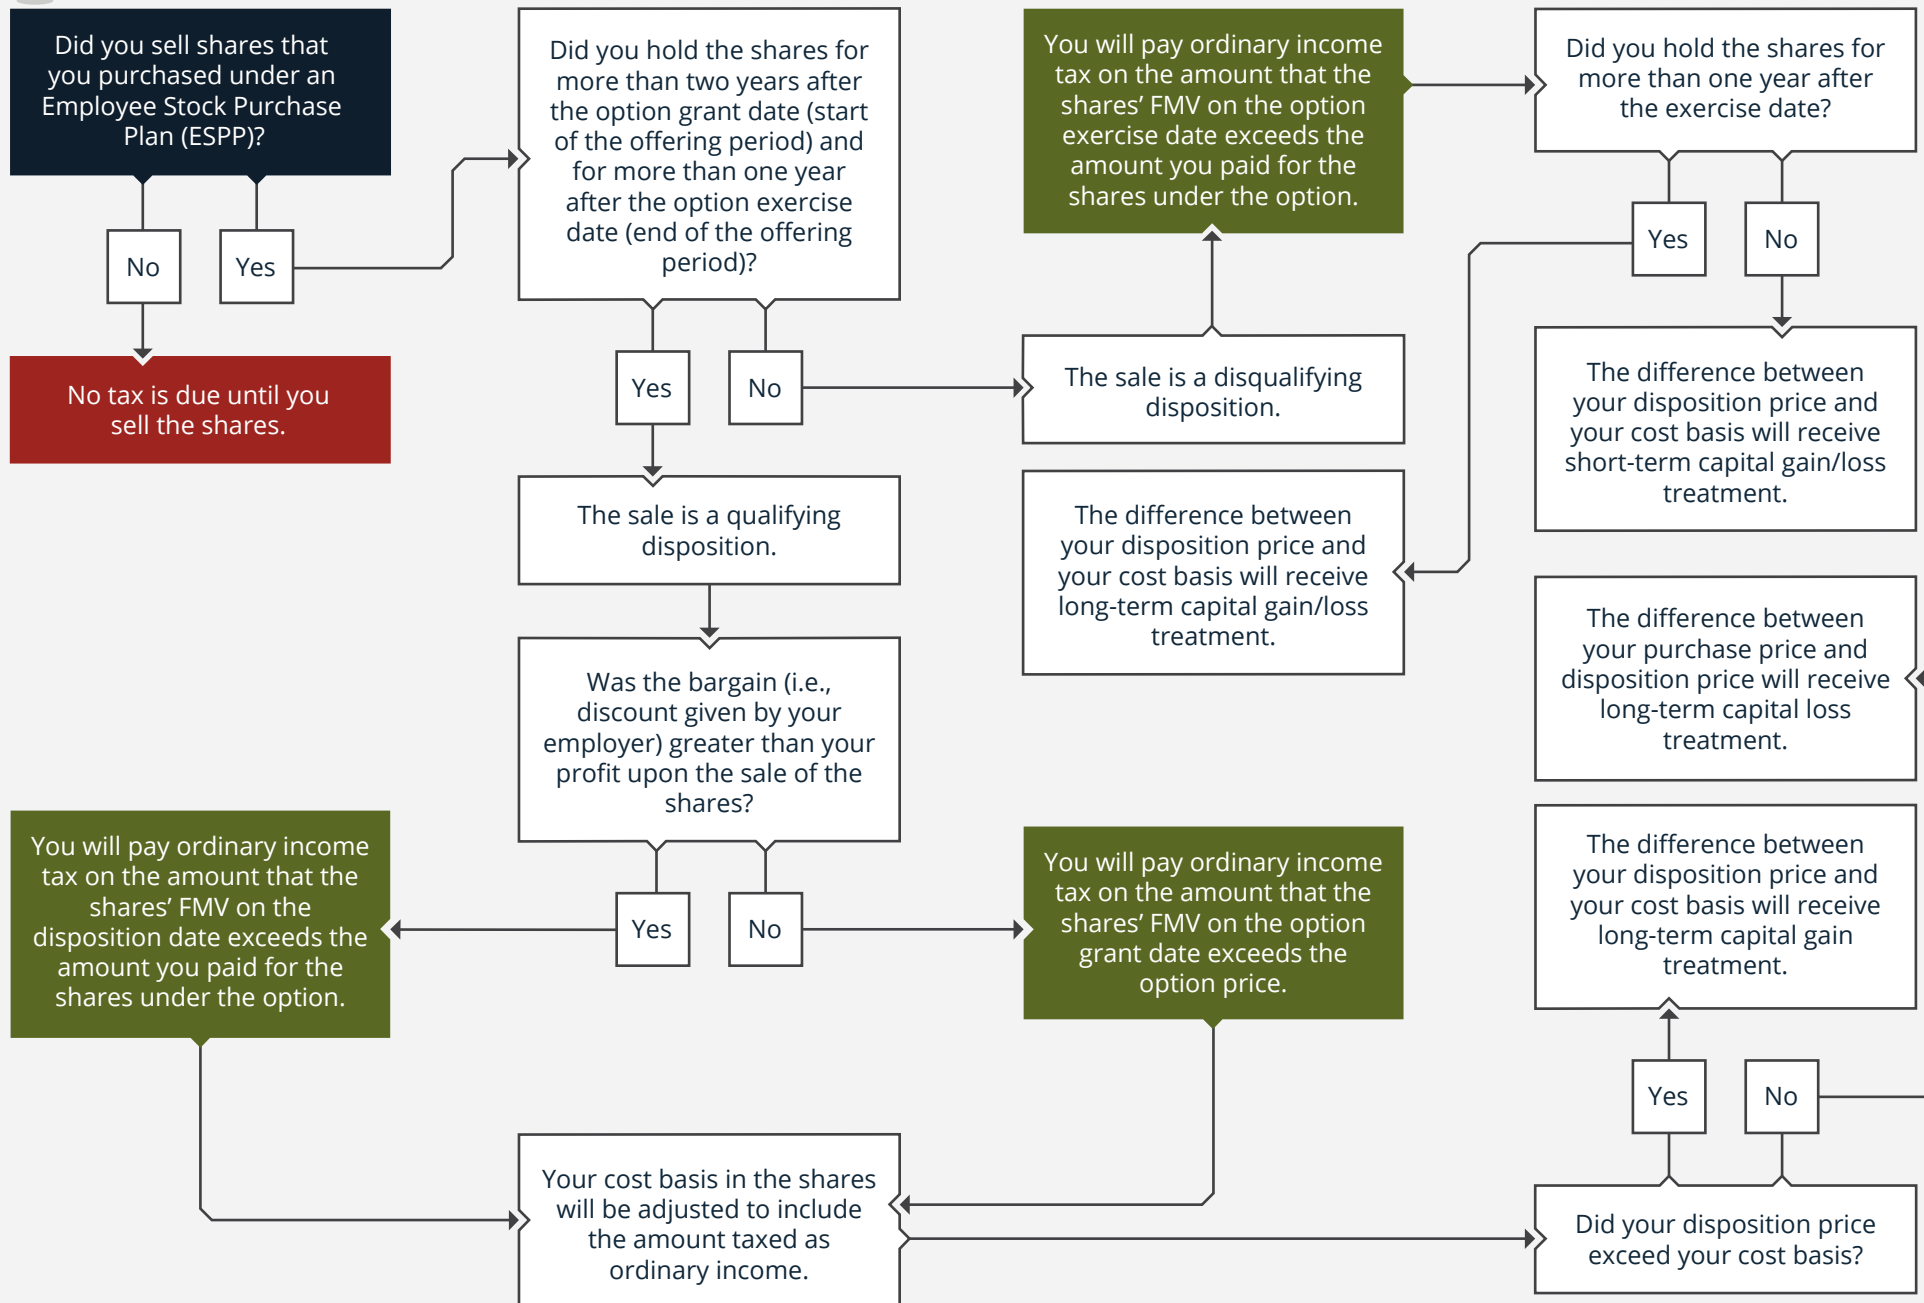 Did you sell shares that
you purchased under an
Employee Stock Purchase
Plan (ESPP)?
No
Yes
No tax is due until you
sell the shares.
Did you hold the shares for
more than two years after
the option grant date (start
of the offering period) and
for more than one year
after the option exercise
date (end of the offering
period)?
Yes
No
The sale is a disqualifying
disposition.
You will pay ordinary income
tax on the amount that the
shares’ FMV on the option
exercise date exceeds the
amount you paid for the
shares under the option.
Did you hold the shares for
more than one year after
the exercise date?
Yes
No
The difference between
your disposition price and
your cost basis will receive
short-term capital gain/loss
treatment.
The difference between
your disposition price and
your cost basis will receive
long-term capital gain/loss
treatment.
The sale is a qualifying
disposition.
Was the bargain (i.e.,
discount given by your
employer) greater than your
profit upon the sale of the
shares?
Yes
No
You will pay ordinary income
tax on the amount that the
shares’ FMV on the
disposition date exceeds the
amount you paid for the
shares under the option.
You will pay ordinary income
tax on the amount that the
shares’ FMV on the option
grant date exceeds the
option price.
Your cost basis in the shares
will be adjusted to include
the amount taxed as
ordinary income.
Did your disposition price
exceed your cost basis?
Yes
No
The difference between
your disposition price and
your cost basis will receive
long-term capital gain
treatment.
The difference between
your purchase price and
disposition price will receive
long-term capital loss
treatment.